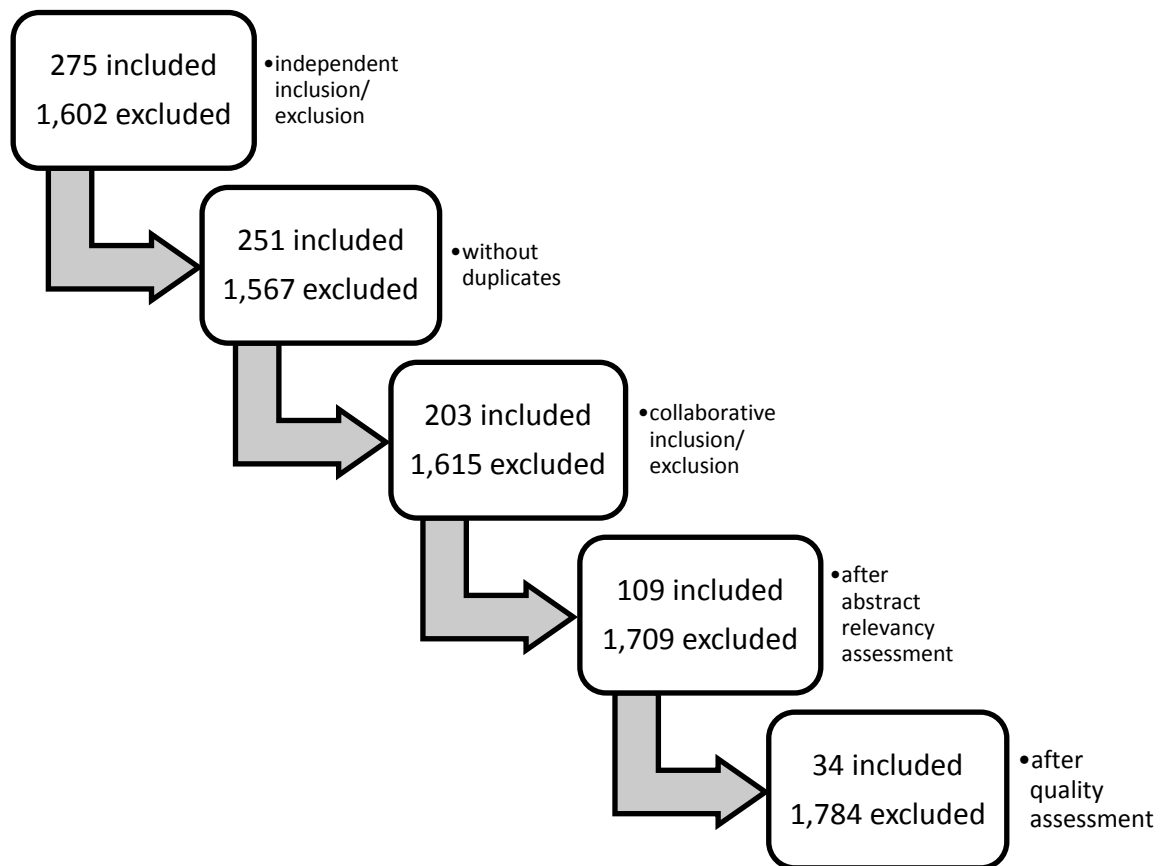 275 included
1,602 excluded
•independent
inclusion/
exclusion
251 included
1,567 excluded
•without
duplicates
203 included
1,615 excluded
•collaborative
inclusion/
exclusion
109 included
1,709 excluded
•after
abstract
relevancy
assessment
34 included
1,784 excluded
•after
quality
assessment